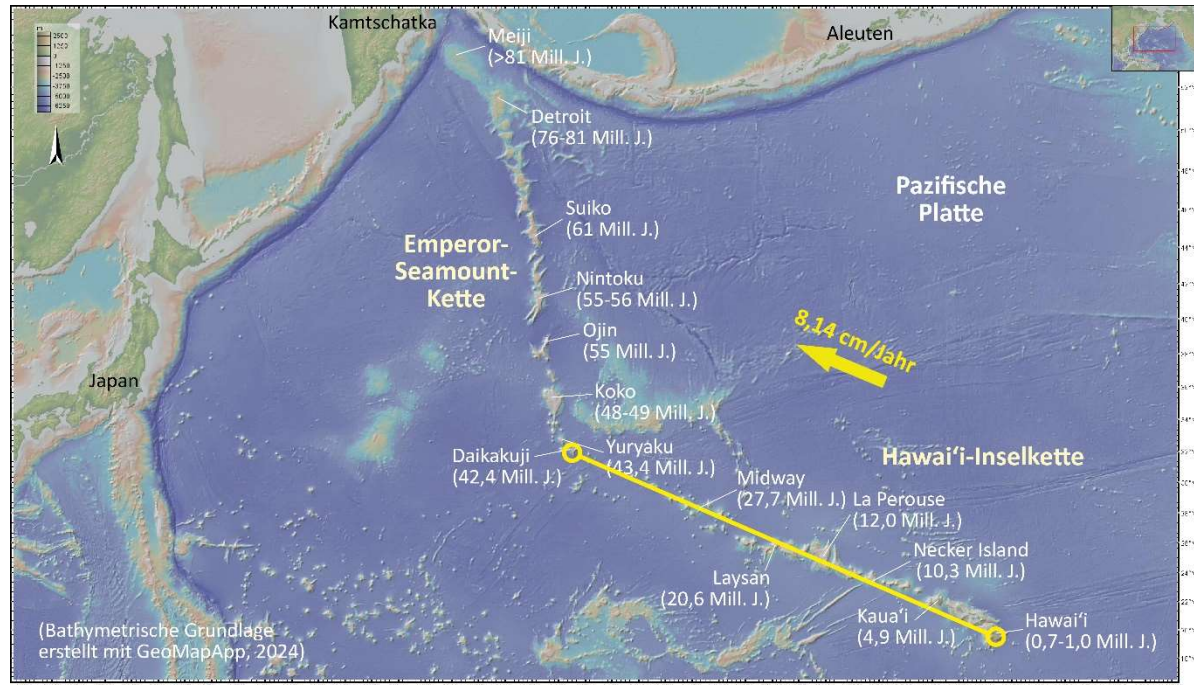 Kamtschatka
Aleuten
Meiji
(>81 Mill. J.)
Detroit
(76-81 Mill. J.)
Pazifische
Platte
Suiko
(61 Mill. J.)
Emperor-
Seamount-
Kette
Nintoku
(55-56 Mill. J.)
8,14 cm/Jahr
Ojin
(55 Mill. J.)
Japan
Koko
(48-49 Mill, J.)
Daikakuji
(42,4 Mill. J.)
Yuryaku
(43,4 Mill. J.)
Hawaiʻi-Inselkette
Midway
(27,7 Mill. J.)
La Perouse
(12,0 Mill. J.)
Necker Island
(10,3 Mill. J.)
Laysan
(20,6 Mill. J.)
Kauaʻi
(4,9 Mill. J.)
Hawaiʻi
(0,7-1,0 Mill. J.)
(Bathymetrische Grundlage
erstellt mit GeoMapApp, 2024)